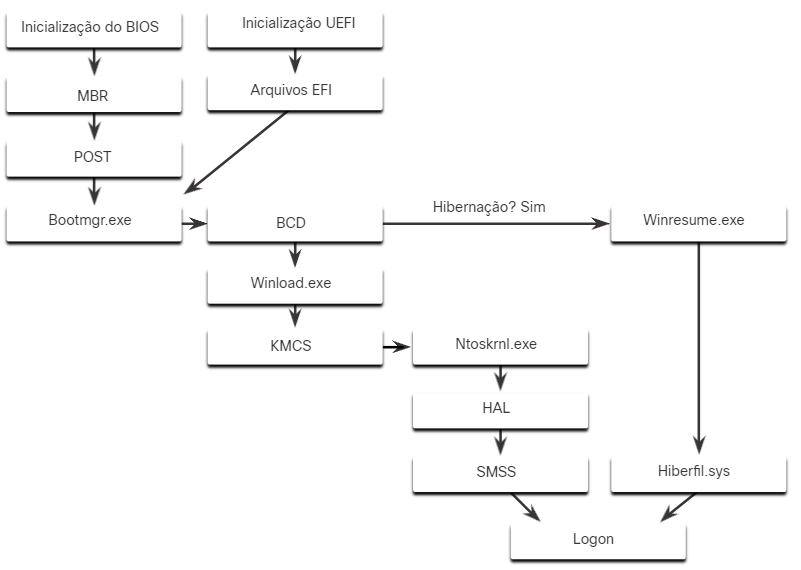 Inicialização do BIOS
Inicialização UEFI
MBR
Arquivos EFI
POST
Bootmgr.exe
BCD
Hibernação? Sim
Winresume.exe
Winload.exe
KMCS
Ntoskrnl.exe
HAL
SMSS
Hiberfil.sys
Logon